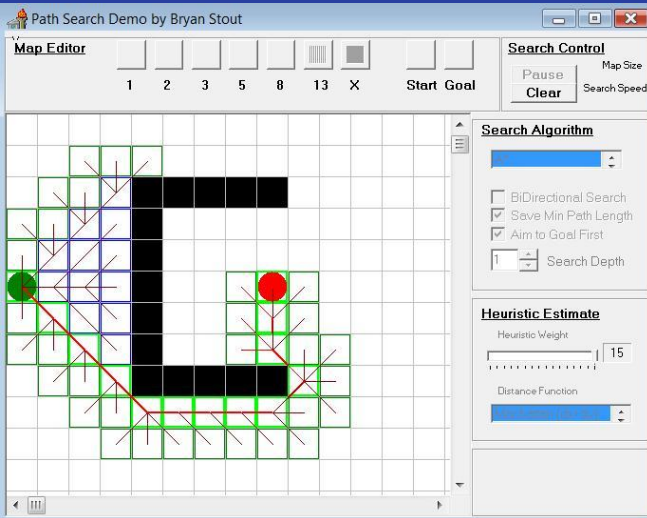 Path Search Demo by Bryan Stout
Map Editor
1 2 3 5 8 13 X Start Goal
Search Control
Pause
Clear
Map Size
Search Speed
Search Algorithm
BiDirectional Search
Save Min Path Length
Aim to Goal First
1 Search Depth
Heuristic Estimate
Heuristic Weight
15
Distance Function